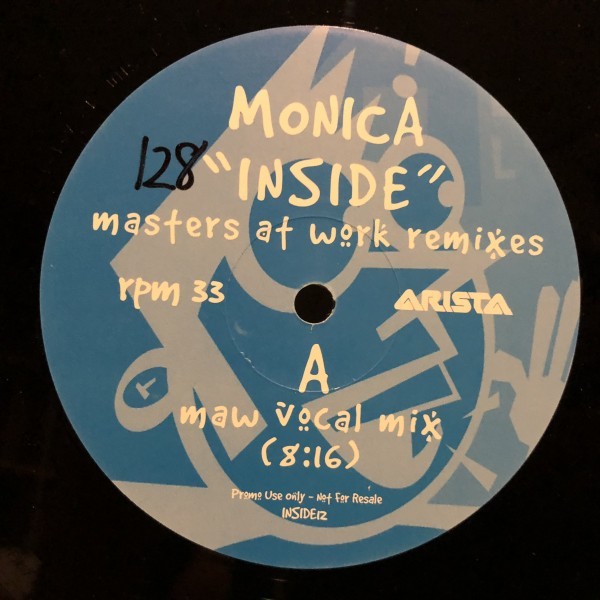 MONICA
128
"INSIDE"
masters at work remixes
rpm 33
ARISTA
A
maw vocal mix
(8:16)
Promo Use only - Not For Resale
INSIDE12